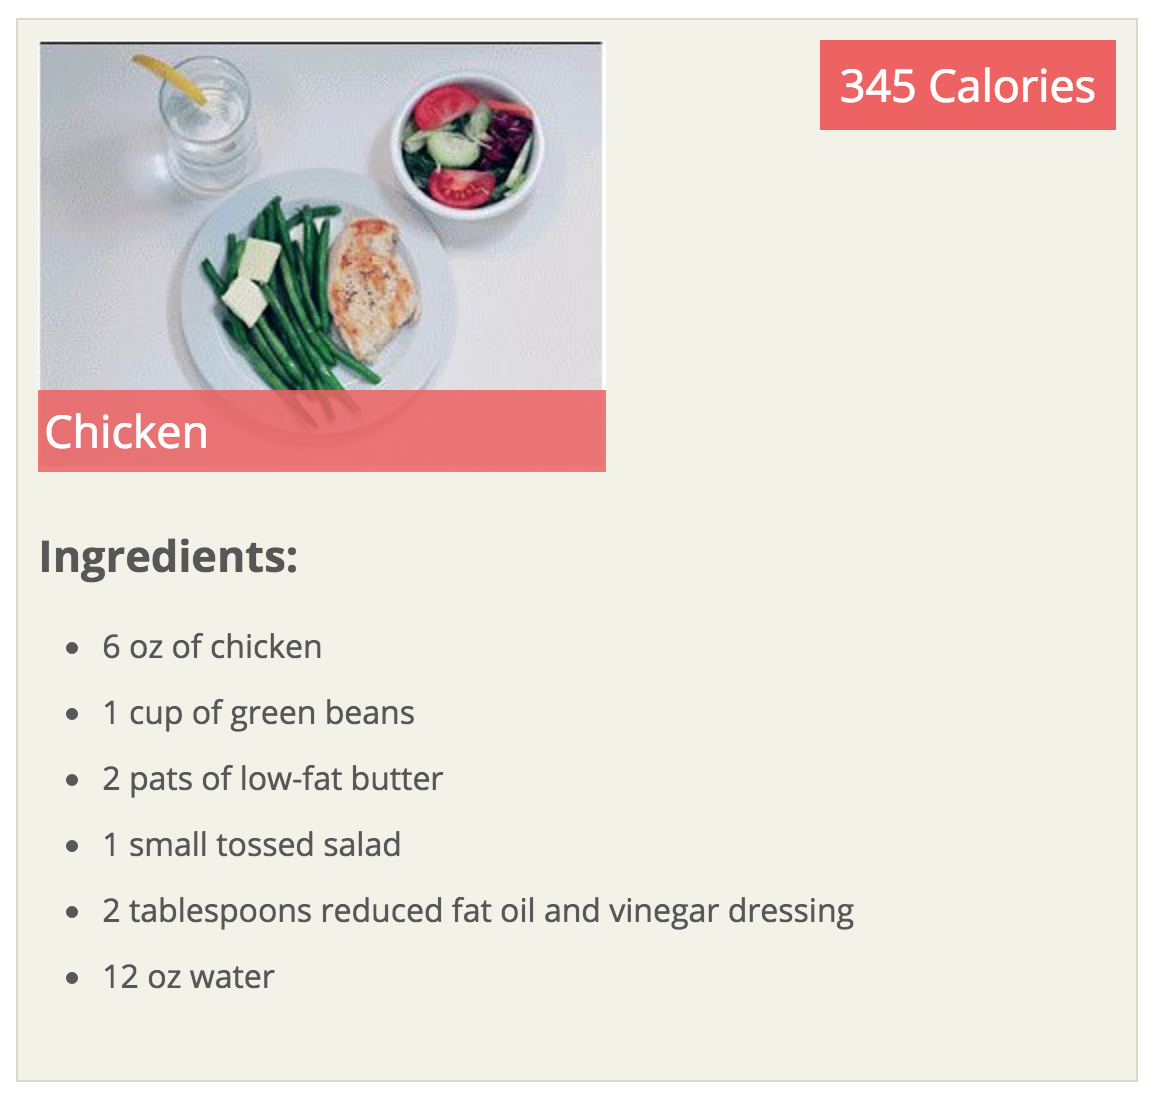 345 Calories
Chicken
Ingredients:
6 oz of chicken
1 cup of green beans
2 pats of low-fat butter
1 small tossed salad
2 tablespoons reduced fat oil and vinegar dressing
12 oz water